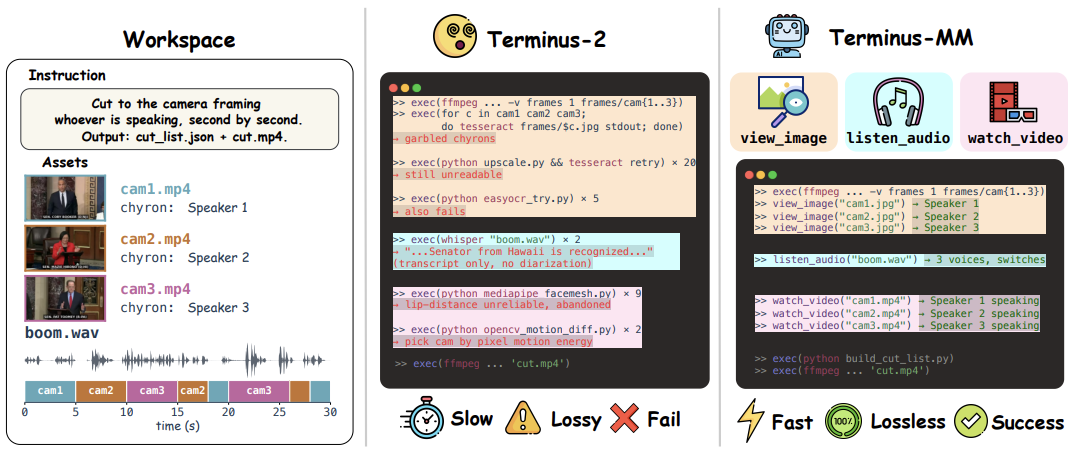 Workspace
Instruction
Cut to the camera framing
whoever is speaking, second by second.
Output: cut_list.json + cut.mp4.
Assets
cam1.mp4
chyron: Speaker 1
cam2.mp4
chyron: Speaker 2
cam3.mp4
chyron: Speaker 3
boom.wav
cam1 cam2 cam3 cam2 cam3
0 5 10 15 20 25 30
time (s)
Terminus-2
>> exec(ffmpeg ... -v frames 1 frames/cam{1..3})
>> exec(for c in cam1 cam2 cam3;
do tesseract frames/$c.jpg stdout; done)
→ garbled chyrons
>> exec(python upscale.py && tesseract retry) × 20
→ still unreadable
>> exec(python easyocr_try.py) × 5
→ also fails
>> exec(whisper "boom.wav") × 2
→ "...Senator from Hawaii is recognized..."
(transcript only, no diarization)
>> exec(python mediapipe_facemesh.py) × 9
→ lip-distance unreliable, abandoned
>> exec(python opencv_motion_diff.py) × 2
→ pick cam by pixel motion energy
>> exec(ffmpeg ... 'cut.mp4')
Slow Lossy Fail
AI
Terminus-MM
view_image listen_audio watch_video
>> exec(ffmpeg ... -v frames 1 frames/cam{1..3})
>> view_image("cam1.jpg") → Speaker 1
>> view_image("cam2.jpg") → Speaker 2
>> view_image("cam3.jpg") → Speaker 3
>> listen_audio("boom.wav") → 3 voices, switches
>> watch_video("cam1.mp4") → Speaker 1 speaking
>> watch_video("cam2.mp4") → Speaker 2 speaking
>> watch_video("cam3.mp4") → Speaker 3 speaking
>> exec(python build_cut_list.py)
>> exec(ffmpeg ... 'cut.mp4')
Fast 100% Lossless Success